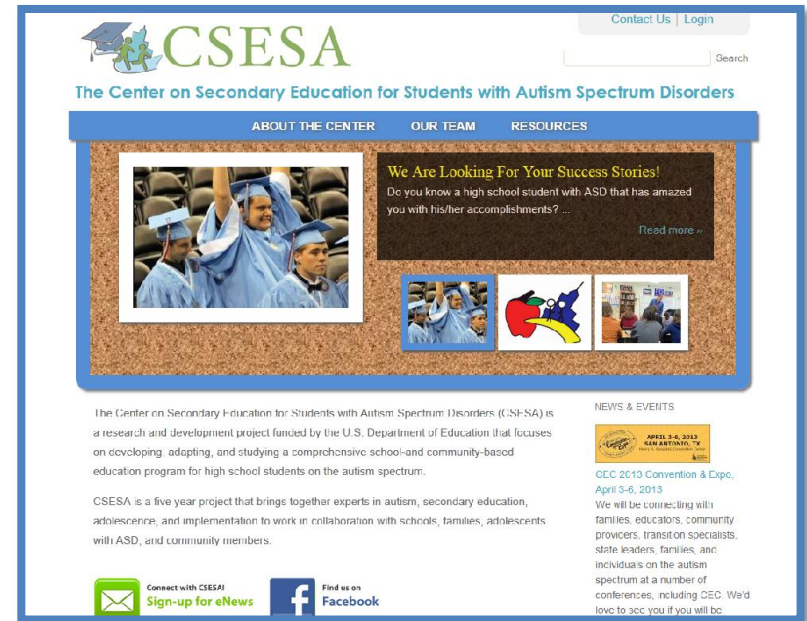 Contact Us | Login
CSESA
Search
The Center on Secondary Education for Students with Autism Spectrum Disorders
ABOUT THE CENTER OUR TEAM RESOURCES
We Are Looking For Your Success Stories!
Do you know a high school student with ASD that has amazed
you with his/her accomplishments? ...
Read more »
The Center on Secondary Education for Students with Autism Spectrum Disorders (CSESA) is
a research and development project funded by the U.S. Department of Education that focuses
on developing, adapting, and studying a comprehensive school-and community-based
education program for high school students on the autism spectrum.
CSESA is a five year project that brings together experts in autism, secondary education,
adolescence, and implementation to work in collaboration with schools, families, adolescents
with ASD, and community members.
Connect with CSESA!
Sign-up for eNews
Find us on
Facebook
NEWS & EVENTS
APRIL 3-6, 2013
SAN ANTONIO, TX
CEC 2013 Convention & Expo,
April 3-6, 2013
We will be connecting with
families, educators, community
providers, transition specialists,
state leaders, families, and
individuals on the autism
spectrum at a number of
conferences, including CEC. We'd
love to see you if you will be